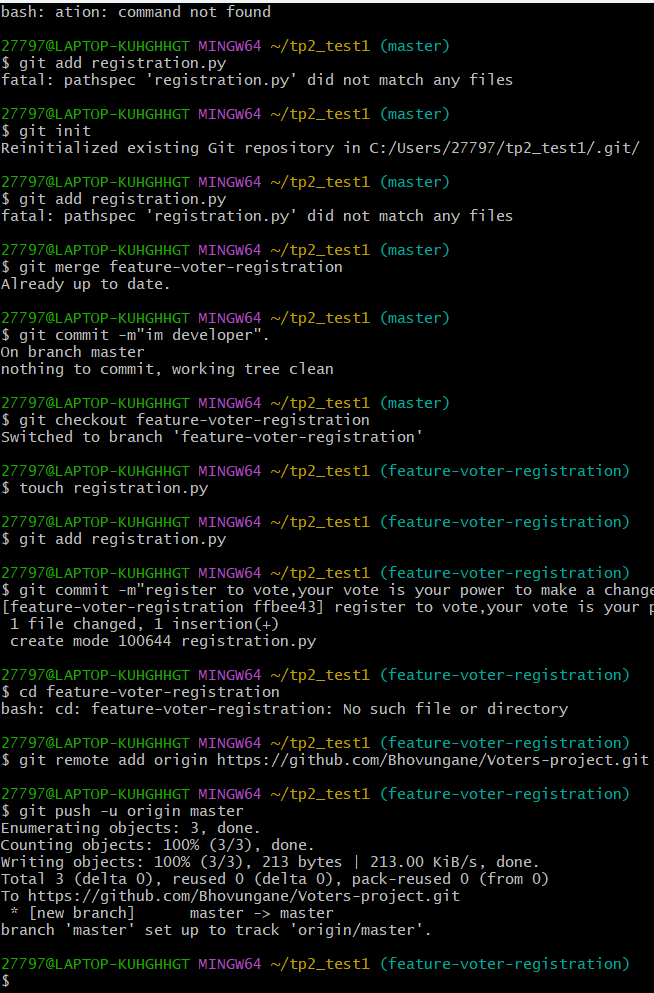 bash: ation: command not found
27797@LAPTOP-KUHGHHGT MINGW64 ~/tp2_test1 (master)
$ git add registration.py
fatal: pathspec 'registration.py' did not match any files
27797@LAPTOP-KUHGHHGT MINGW64 ~/tp2_test1 (master)
$ git init
Reinitialized existing Git repository in C:/Users/27797/tp2_test1/.git/
27797@LAPTOP-KUHGHHGT MINGW64 ~/tp2_test1 (master)
$ git add registration.py
fatal: pathspec 'registration.py' did not match any files
27797@LAPTOP-KUHGHHGT MINGW64 ~/tp2_test1 (master)
$ git merge feature-voter-registration
Already up to date.
27797@LAPTOP-KUHGHHGT MINGW64 ~/tp2_test1 (master)
$ git commit -m"im developer".
On branch master
nothing to commit, working tree clean
27797@LAPTOP-KUHGHHGT MINGW64 ~/tp2_test1 (master)
$ git checkout feature-voter-registration
Switched to branch 'feature-voter-registration'
27797@LAPTOP-KUHGHHGT MINGW64 ~/tp2_test1 (feature-voter-registration)
$ touch registration.py
27797@LAPTOP-KUHGHHGT MINGW64 ~/tp2_test1 (feature-voter-registration)
$ git add registration.py
27797@LAPTOP-KUHGHHGT MINGW64 ~/tp2_test1 (feature-voter-registration)
$ git commit -m"register to vote,your vote is your power to make a change
[feature-voter-registration ffbee43] register to vote,your vote is your p
1 file changed, 1 insertion(+)
create mode 100644 registration.py
27797@LAPTOP-KUHGHHGT MINGW64 ~/tp2_test1 (feature-voter-registration)
$ cd feature-voter-registration
bash: cd: feature-voter-registration: No such file or directory
27797@LAPTOP-KUHGHHGT MINGW64 ~/tp2_test1 (feature-voter-registration)
$ git remote add origin https://github.com/Bhovungane/Voters-project.git
27797@LAPTOP-KUHGHHGT MINGW64 ~/tp2_test1 (feature-voter-registration)
$ git push -u origin master
Enumerating objects: 3, done.
Counting objects: 100% (3/3), done.
Writing objects: 100% (3/3), 213 bytes | 213.00 KiB/s, done.
Total 3 (delta 0), reused 0 (delta 0), pack-reused 0 (from 0)
To https://github.com/Bhovungane/Voters-project.git
* [new branch]      master -> master
branch 'master' set up to track 'origin/master'.
27797@LAPTOP-KUHGHHGT MINGW64 ~/tp2_test1 (feature-voter-registration)
$